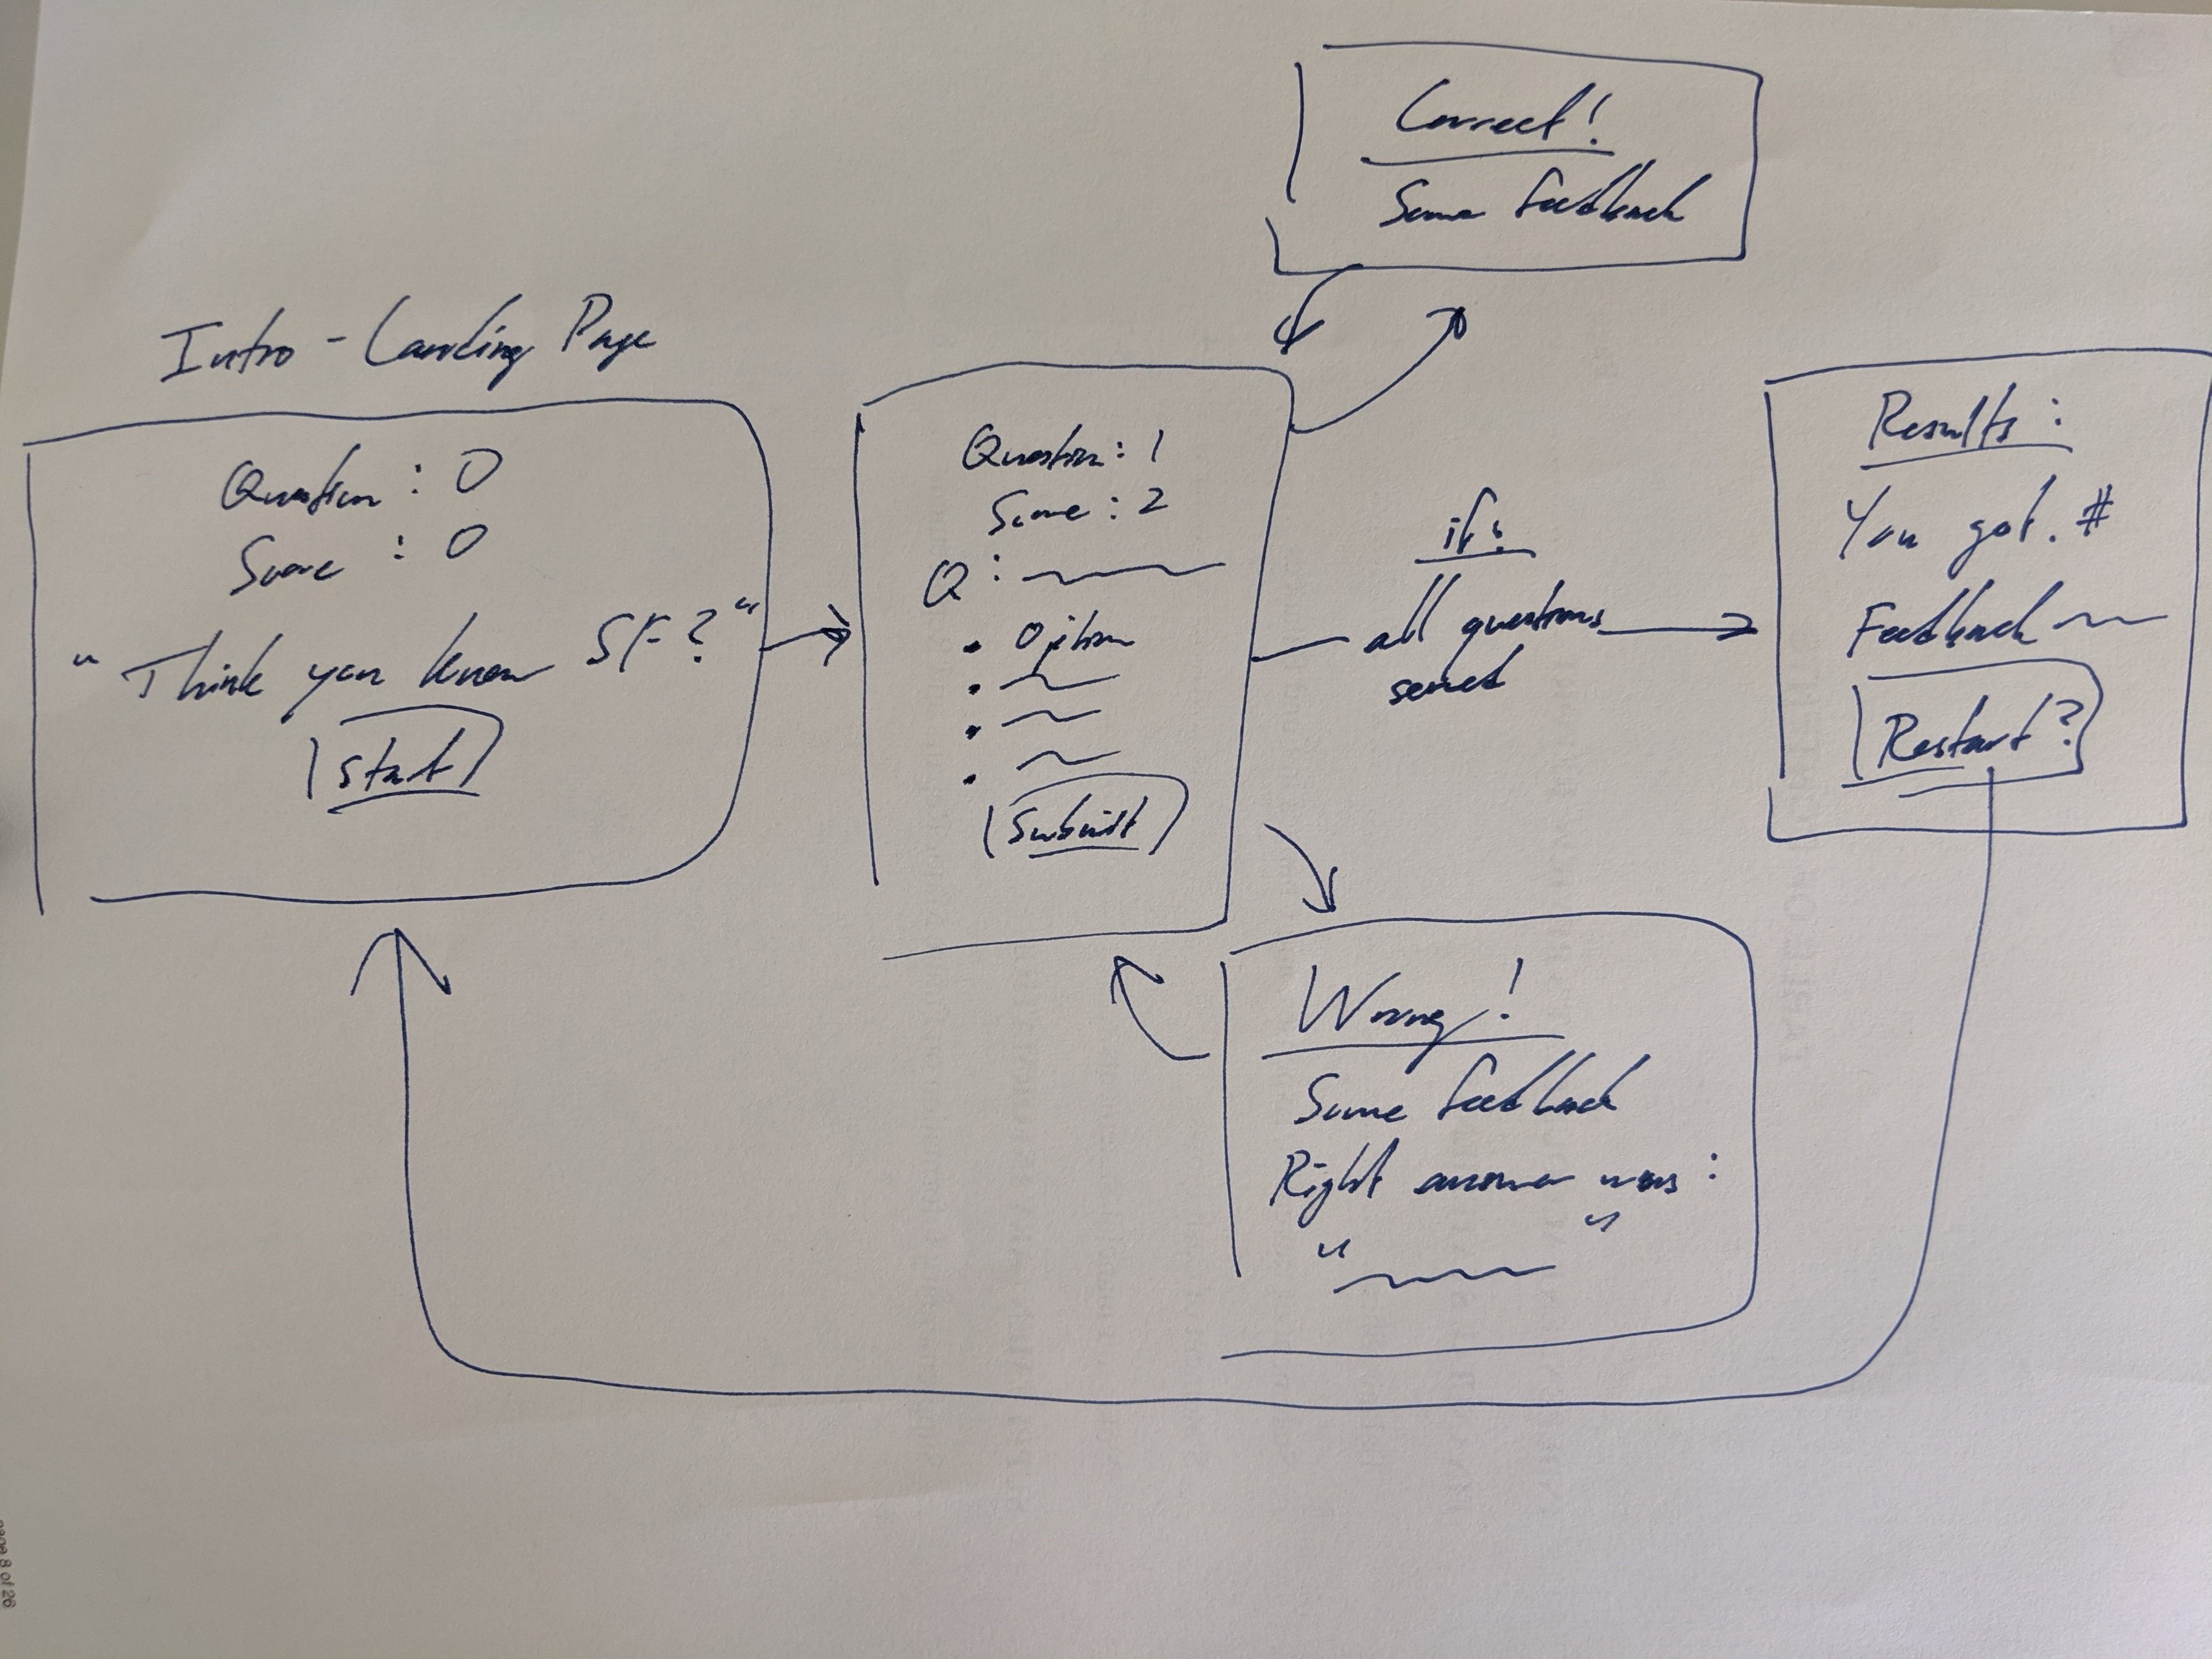 Intro - Landing Page
Question : 0
Score : 0
"Think you know SF?"
Start
Question : 1
Score : 2
Q :
• Option
•
•
•
Submit
Correct!
Some feedback
if:
all questions
served
Wrong!
Some feedback
Right answer was :
" "
Results :
You got. #
Feedback
Restart?
page 8 of 26